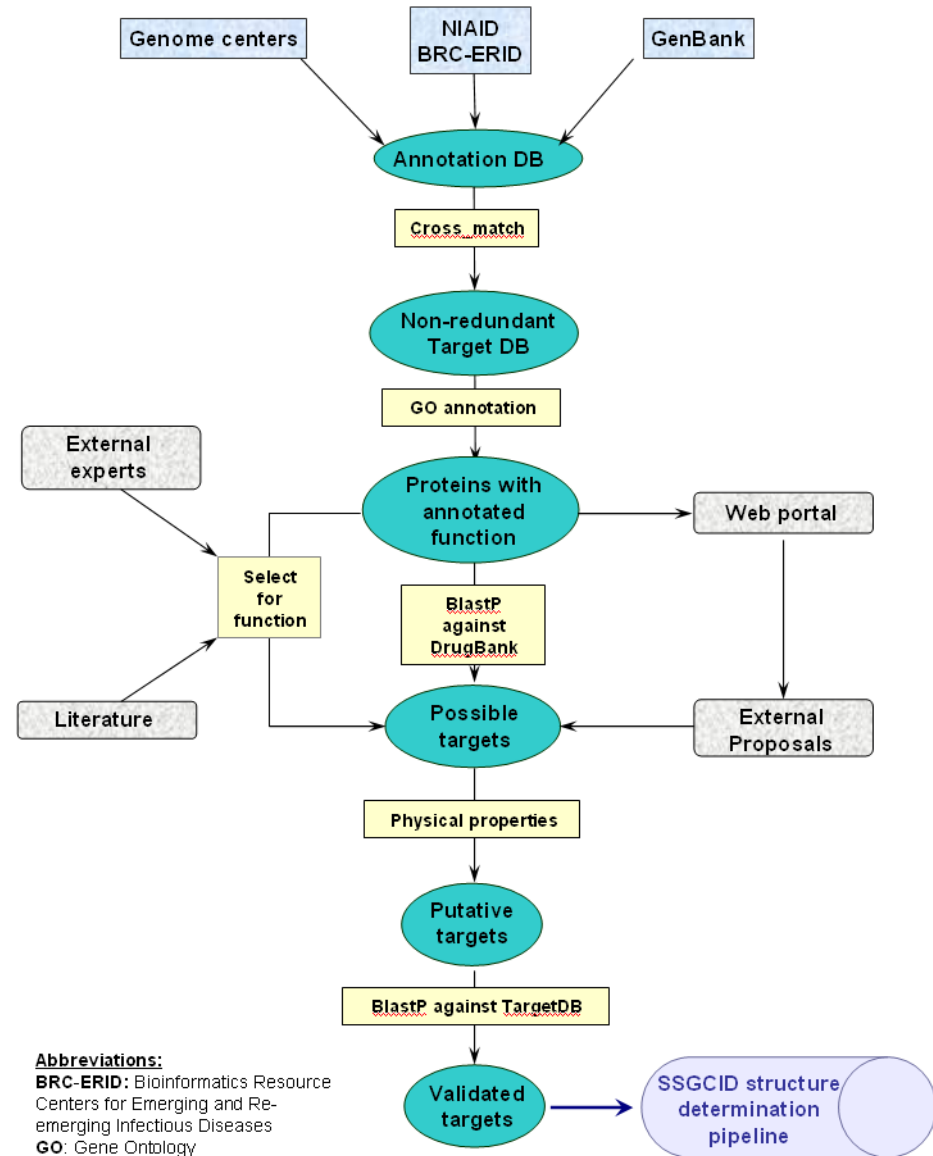 Genome centers
NIAID
BRC-ERID
GenBank
Annotation DB
Cross_match
Non-redundant
Target DB
GO annotation
External
experts
Proteins with
annotated
function
Web portal
Select
for
function
BlastP
against
DrugBank
Literature
Possible
targets
External
Proposals
Physical properties
Putative
targets
BlastP against TargetDB
Validated
targets
SSGCID structure
determination
pipeline
Abbreviations:
BRC-ERID: Bioinformatics Resource
Centers for Emerging and Re-
emerging Infectious Diseases
GO: Gene Ontology